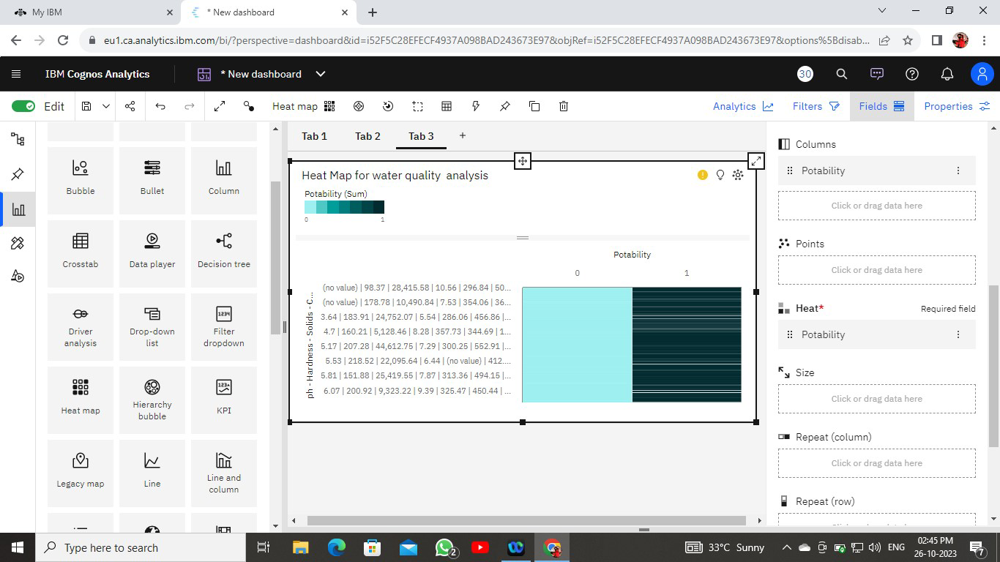 My IBM
* New dashboard
eu1.ca.analytics.ibm.com/bi/?perspective=dashboard&id=i52F5C28EFECF4937A098BAD243673E97&objRef=i52F5C28EFECF4937A098BAD243673E97&options%5Bdisab...
IBM Cognos Analytics
* New dashboard
30
Edit
Heat map
Analytics
Filters
Fields
Properties
Bubble
Bullet
Column
Crosstab
Data player
Decision tree
Driver analysis
Drop-down list
Filter dropdown
Heat map
Hierarchy bubble
KPI
Legacy map
Line
Line and column
Tab 1
Tab 2
Tab 3
Heat Map for water quality analysis
Potability (Sum)
0
1
Potability
0
1
ph - Hardness - Solids - C...
(no value) | 98.37 | 28,415.58 | 10.56 | 296.84 | 50...
(no value) | 178.78 | 10,490.84 | 7.53 | 354.06 | 36...
3.64 | 183.91 | 24,752.07 | 5.54 | 286.06 | 456.86 |...
4.7 | 160.21 | 5,128.46 | 8.28 | 357.73 | 344.69 | 1...
5.17 | 207.28 | 44,612.75 | 7.29 | 300.25 | 552.91 |...
5.53 | 218.52 | 22,095.64 | 6.44 | (no value) | 412....
5.81 | 151.88 | 25,419.55 | 7.87 | 313.36 | 494.15 |...
6.07 | 200.92 | 9,323.22 | 9.39 | 325.47 | 450.44 | ...
Columns
Potability
Click or drag data here
Points
Click or drag data here
Heat*
Required field
Potability
Size
Click or drag data here
Repeat (column)
Click or drag data here
Repeat (row)
Type here to search
2
33°C Sunny
ENG
02:45 PM
26-10-2023
7